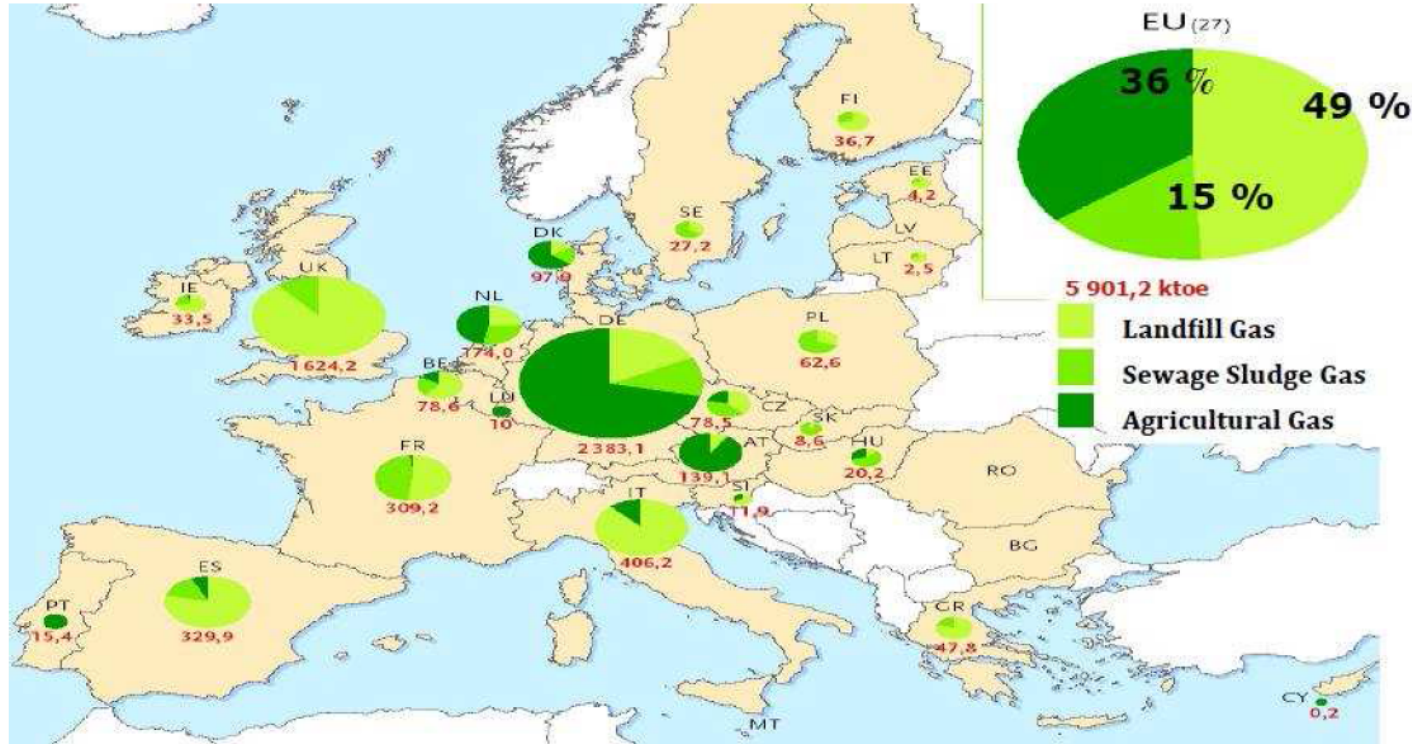 EU (27)
36 %
49 %
15 %
5 901,2 ktoe
Landfill Gas
Sewage Sludge Gas
Agricultural Gas
FI
36,7
EE
4,2
SE
27,2
LV
LT
2,5
DK
97,9
UK
1 624,2
IE
33,5
NL
174,0
DE
2 383,1
PL
62,6
BE
78,6
LU
10
CZ
78,5
SK
8,6
FR
309,2
AT
139,1
HU
20,2
RO
IT
406,2
SI
11,9
BG
ES
329,9
PT
15,4
GR
47,8
MT
CY
0,2